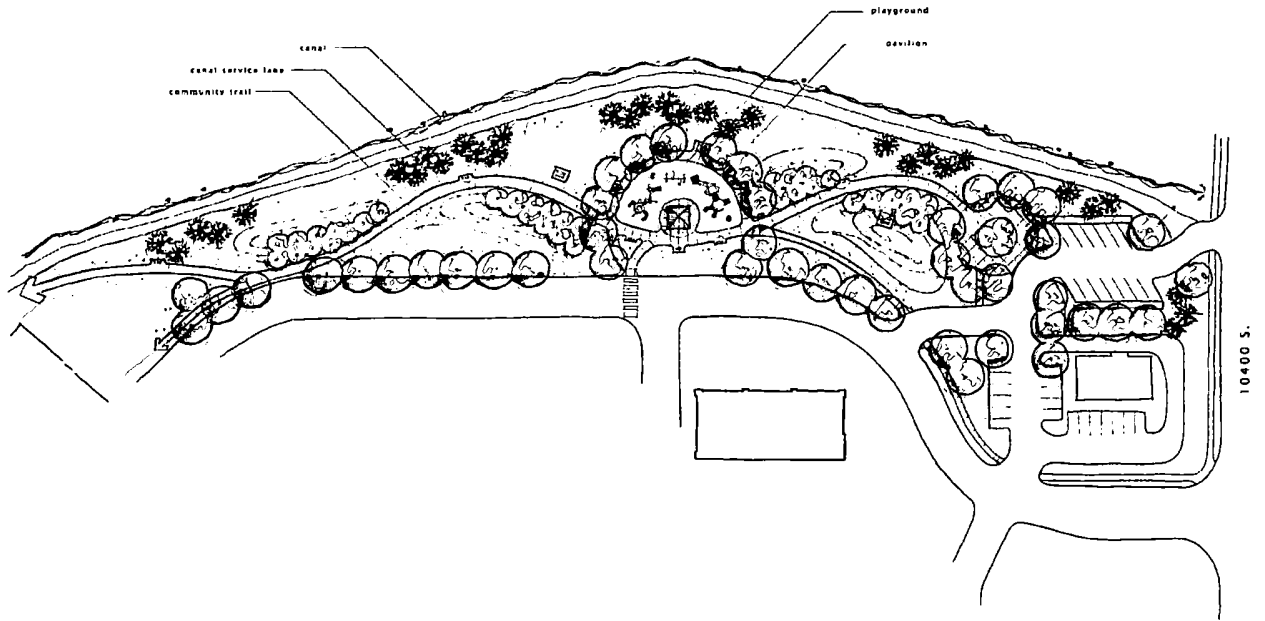 playground
pavilion
canal
canal service lane
community trail
10400 S.